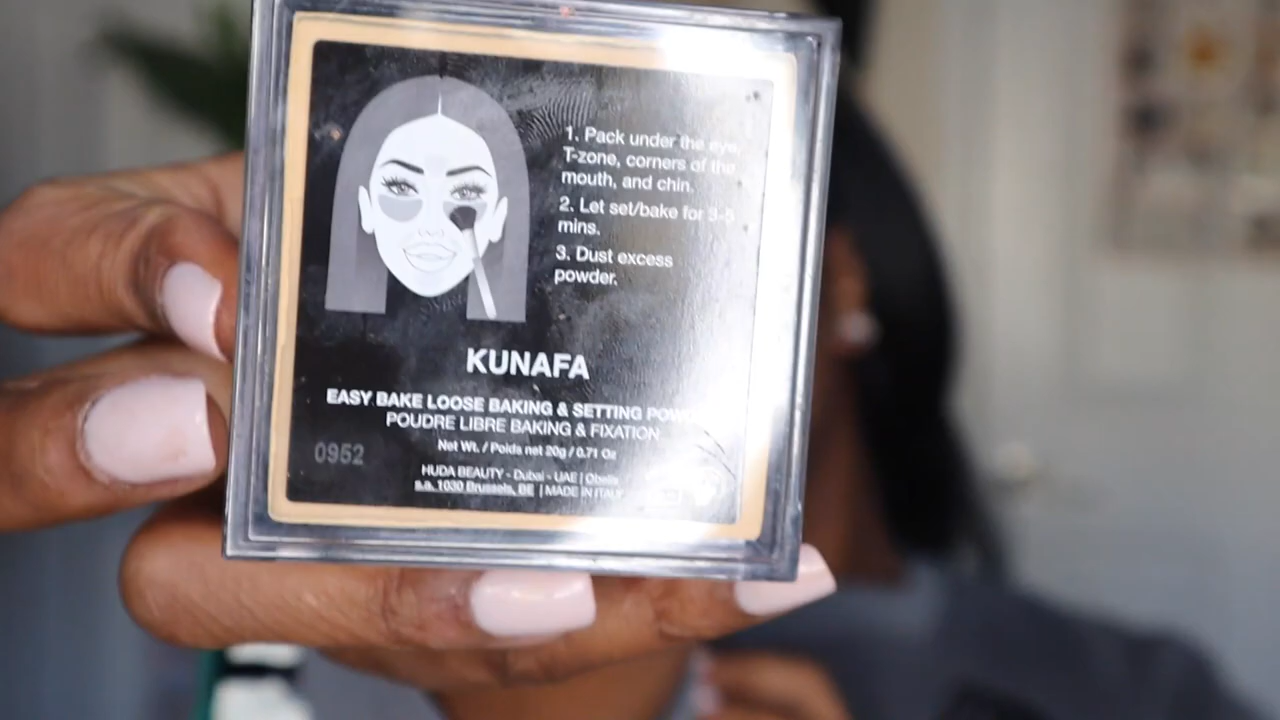 1. Pack under the eye,
T-zone, corners of the
mouth, and chin.
2. Let set/bake for 3-5
mins.
3. Dust excess
powder.
KUNAFA
EASY BAKE LOOSE BAKING & SETTING
POUDRE LIBRE BAKING & FIXATION
Net Wt. / Poids net 20g / 0.71 Oz
0952
HUDA BEAUTY - Dubai - UAE | Obelis
s.a. 1030 Brussels, BE | MADE IN ITALY